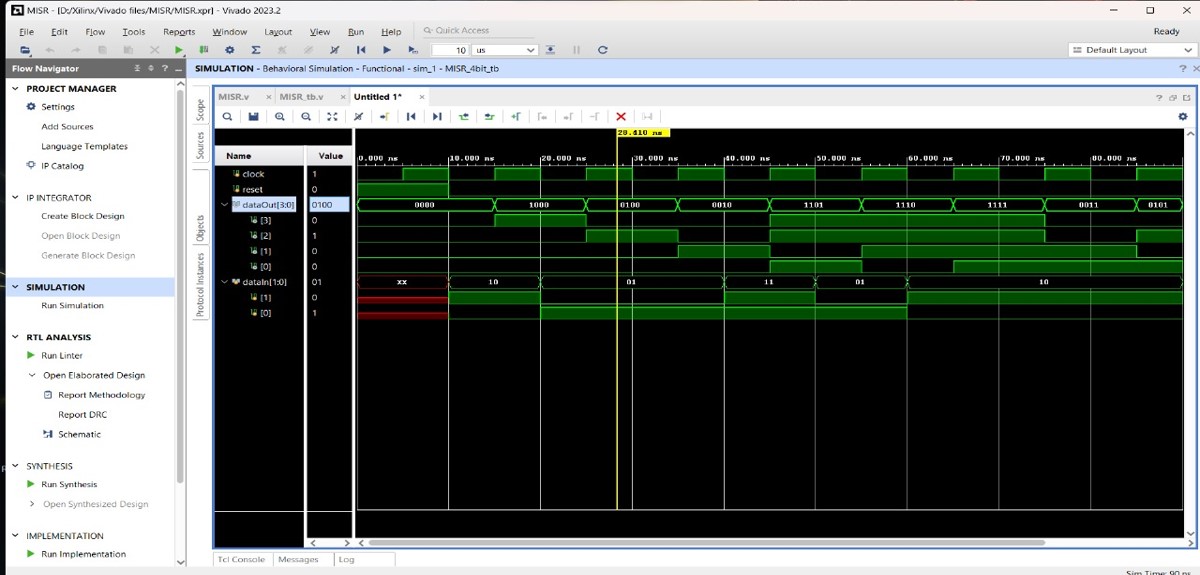 MISR - [D:/Xilinx/Vivado files/MISR/MISR.xpr] - Vivado 2023.2
File Edit Flow Tools Reports Window Layout View Run Help Quick Access Ready
10 us Default Layout
Flow Navigator SIMULATION - Behavioral Simulation - Functional - sim_1 - MISR_4bit_tb
PROJECT MANAGER
Settings
Add Sources
Language Templates
IP Catalog
IP INTEGRATOR
Create Block Design
Open Block Design
Generate Block Design
SIMULATION
Run Simulation
RTL ANALYSIS
Run Linter
Open Elaborated Design
Report Methodology
Report DRC
Schematic
SYNTHESIS
Run Synthesis
Open Synthesized Design
IMPLEMENTATION
Run Implementation
Scope
Sources
Objects
Protocol Instances
MISR.v MISR_tb.v Untitled 1*
28.410 ns
Name Value 0.000 ns 10.000 ns 20.000 ns 30.000 ns 40.000 ns 50.000 ns 60.000 ns 70.000 ns 80.000 ns
clock 1
reset 0
dataOut[3:0] 0100 0000 1000 0100 0010 1101 1110 1111 0011 0101
[3] 0
[2] 1
[1] 0
[0] 0
dataIn[1:0] 01 XX 10 01 11 01 10
[1] 0
[0] 1
Tcl Console Messages Log
Sim Time: 90 ns